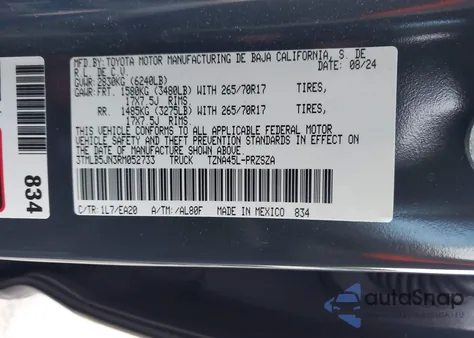 MFD.BY:TOYOTA MOTOR MANUFACTURING DE BAJA CALIFORNIA, S. DE
R L. DE C.V. DATE: 08/24
GVWR:2830KG (6240LB)
GAWR:FRT. 1580KG (3480LB) WITH 265/70R17 TIRES,
17X7.5J RIMS.
RR. 1485KG (3275LB) WITH 265/70R17 TIRES,
17X7.5J RIMS.
THIS VEHICLE CONFORMS TO ALL APPLICABLE FEDERAL MOTOR
VEHICLE SAFETY AND THEFT PREVENTION STANDARDS IN EFFECT
ON THE DATE OF MANUFACTURE SHOWN ABOVE.
3TMLB5JN3RM052733 TRUCK TZNA45L-PRZSZA
C/TR:1L7/EA20 A/TM:/AL80F MADE IN MEXICO 834
834
autoSnap